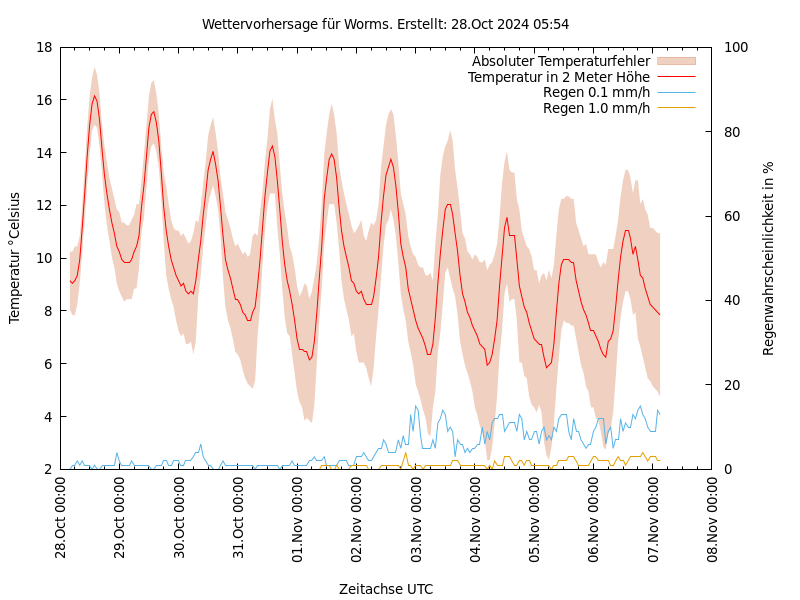 Wettervorhersage für Worms. Erstellt: 28.Oct 2024 05:54
Absoluter Temperaturfehler
Temperatur in 2 Meter Höhe
Regen 0.1 mm/h
Regen 1.0 mm/h
Temperatur °Celsius
18
16
14
12
10
8
6
4
2
100
80
60
40
20
0
Regenwahrscheinlichkeit in %
28.Oct 00:00
29.Oct 00:00
30.Oct 00:00
31.Oct 00:00
01.Nov 00:00
02.Nov 00:00
03.Nov 00:00
04.Nov 00:00
05.Nov 00:00
06.Nov 00:00
07.Nov 00:00
08.Nov 00:00
Zeitachse UTC